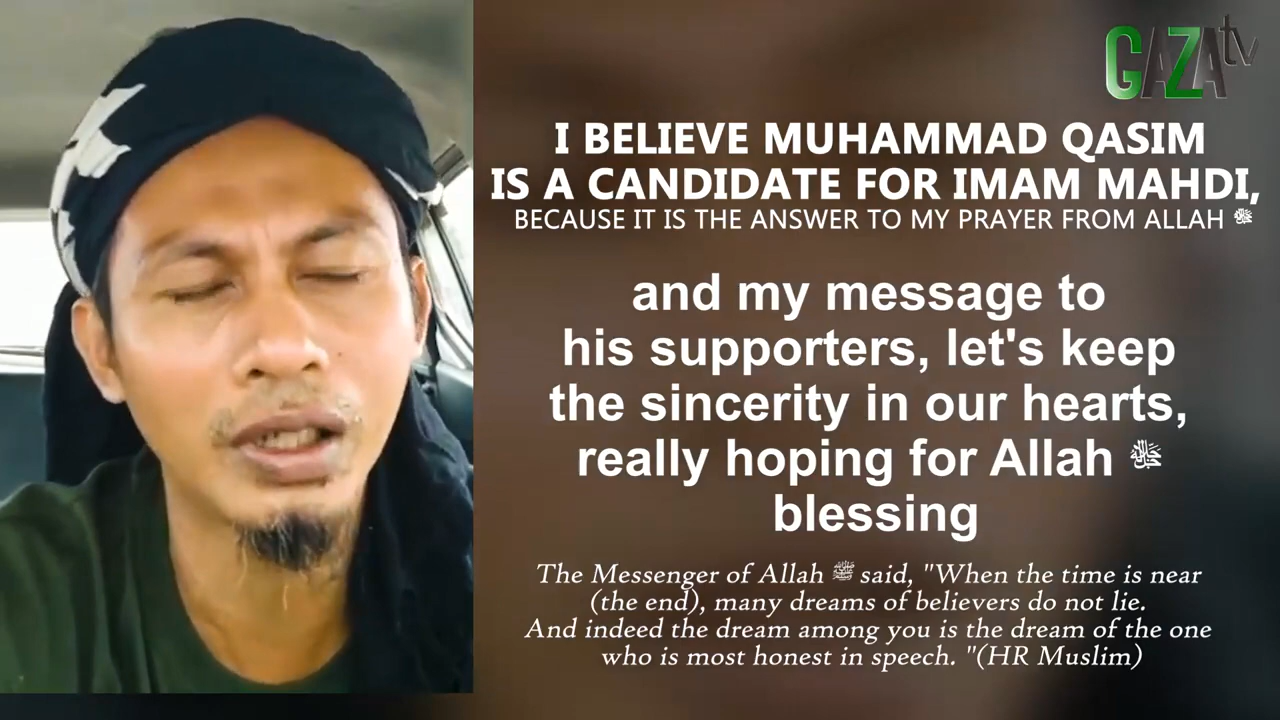 GAZAtv
I BELIEVE MUHAMMAD QASIM
IS A CANDIDATE FOR IMAM MAHDI,
BECAUSE IT IS THE ANSWER TO MY PRAYER FROM ALLAH ﷻ
and my message to
his supporters, let's keep
the sincerity in our hearts,
really hoping for Allah ﷻ
blessing
The Messenger of Allah ﷺ said, "When the time is near
(the end), many dreams of believers do not lie.
And indeed the dream among you is the dream of the one
who is most honest in speech. "(HR Muslim)